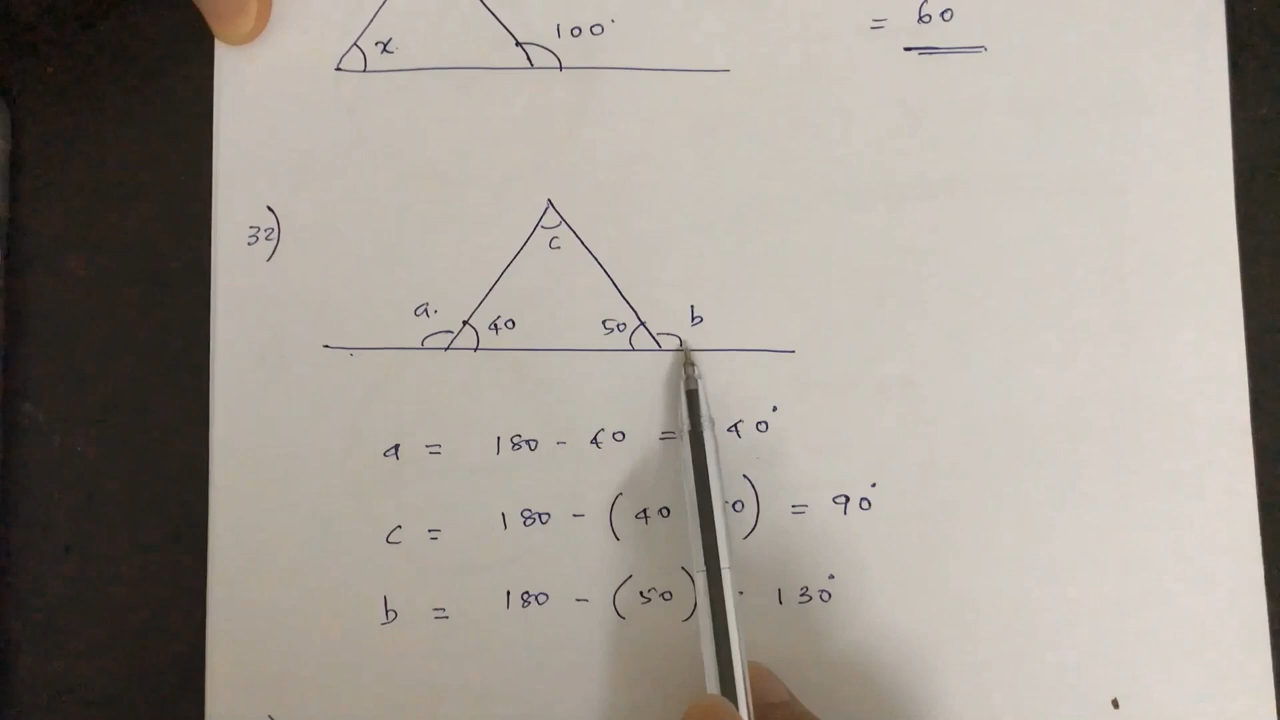 x.
100°
= 60
32)
c
a.
40
50
b
a = 180 - 40 = 40°
c = 180 - (40 0) = 90°
b = 180 - (50) 130°